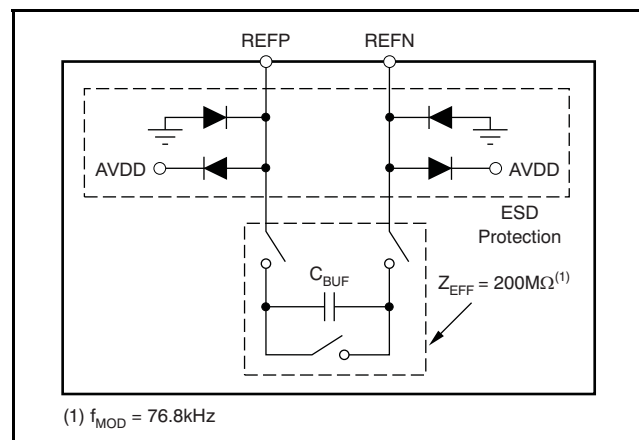 REFP
REFN
AVDD
AVDD
ESD
Protection
C_BUF
Z_EFF = 200MΩ(1)
(1) f_MOD = 76.8kHz